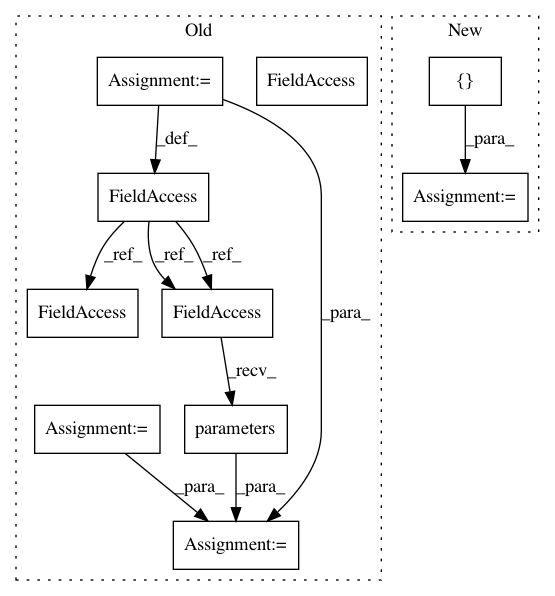 Old
New
Assignment:=
FieldAccess
{}
_def_
_para_
FieldAccess
Assignment:=
_ref_
_ref_
_ref_
FieldAccess
FieldAccess
_para_
_recv_
Assignment:=
parameters
_para_
_para_
Assignment:=